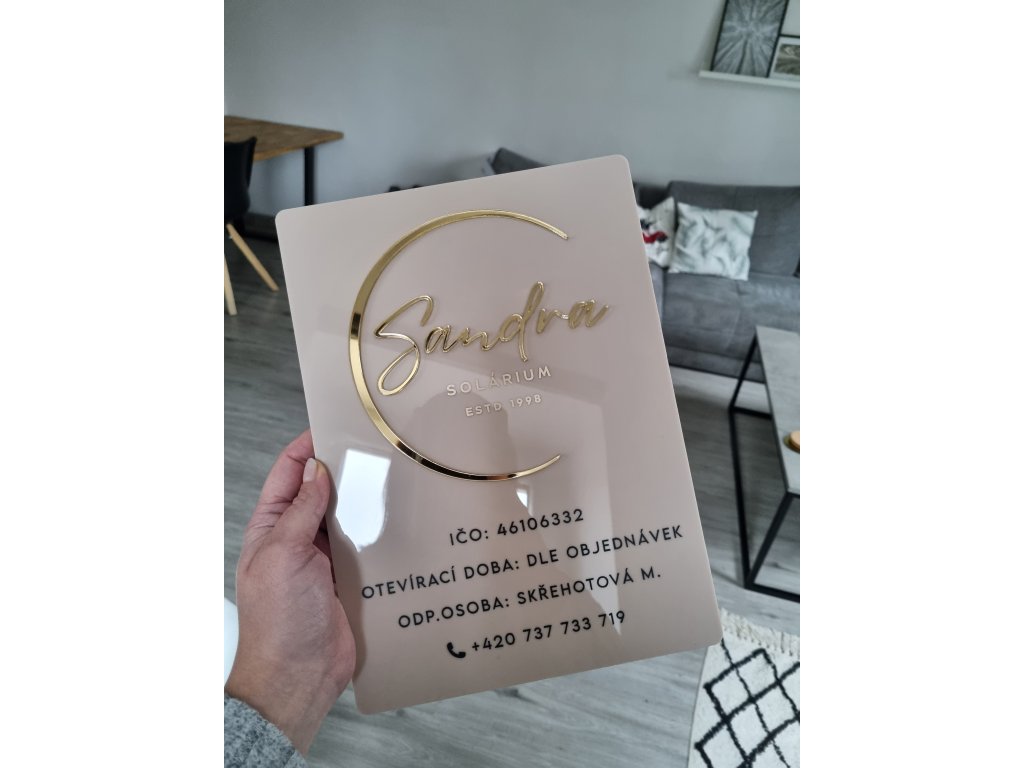 Sandra
SOLÁRIUM
ESTD 1998
IČO: 46106332
OTEVÍRACÍ DOBA: DLE OBJEDNÁVEK
ODP.OSOBA: SKŘEHOTOVÁ M.
+420 737 733 719